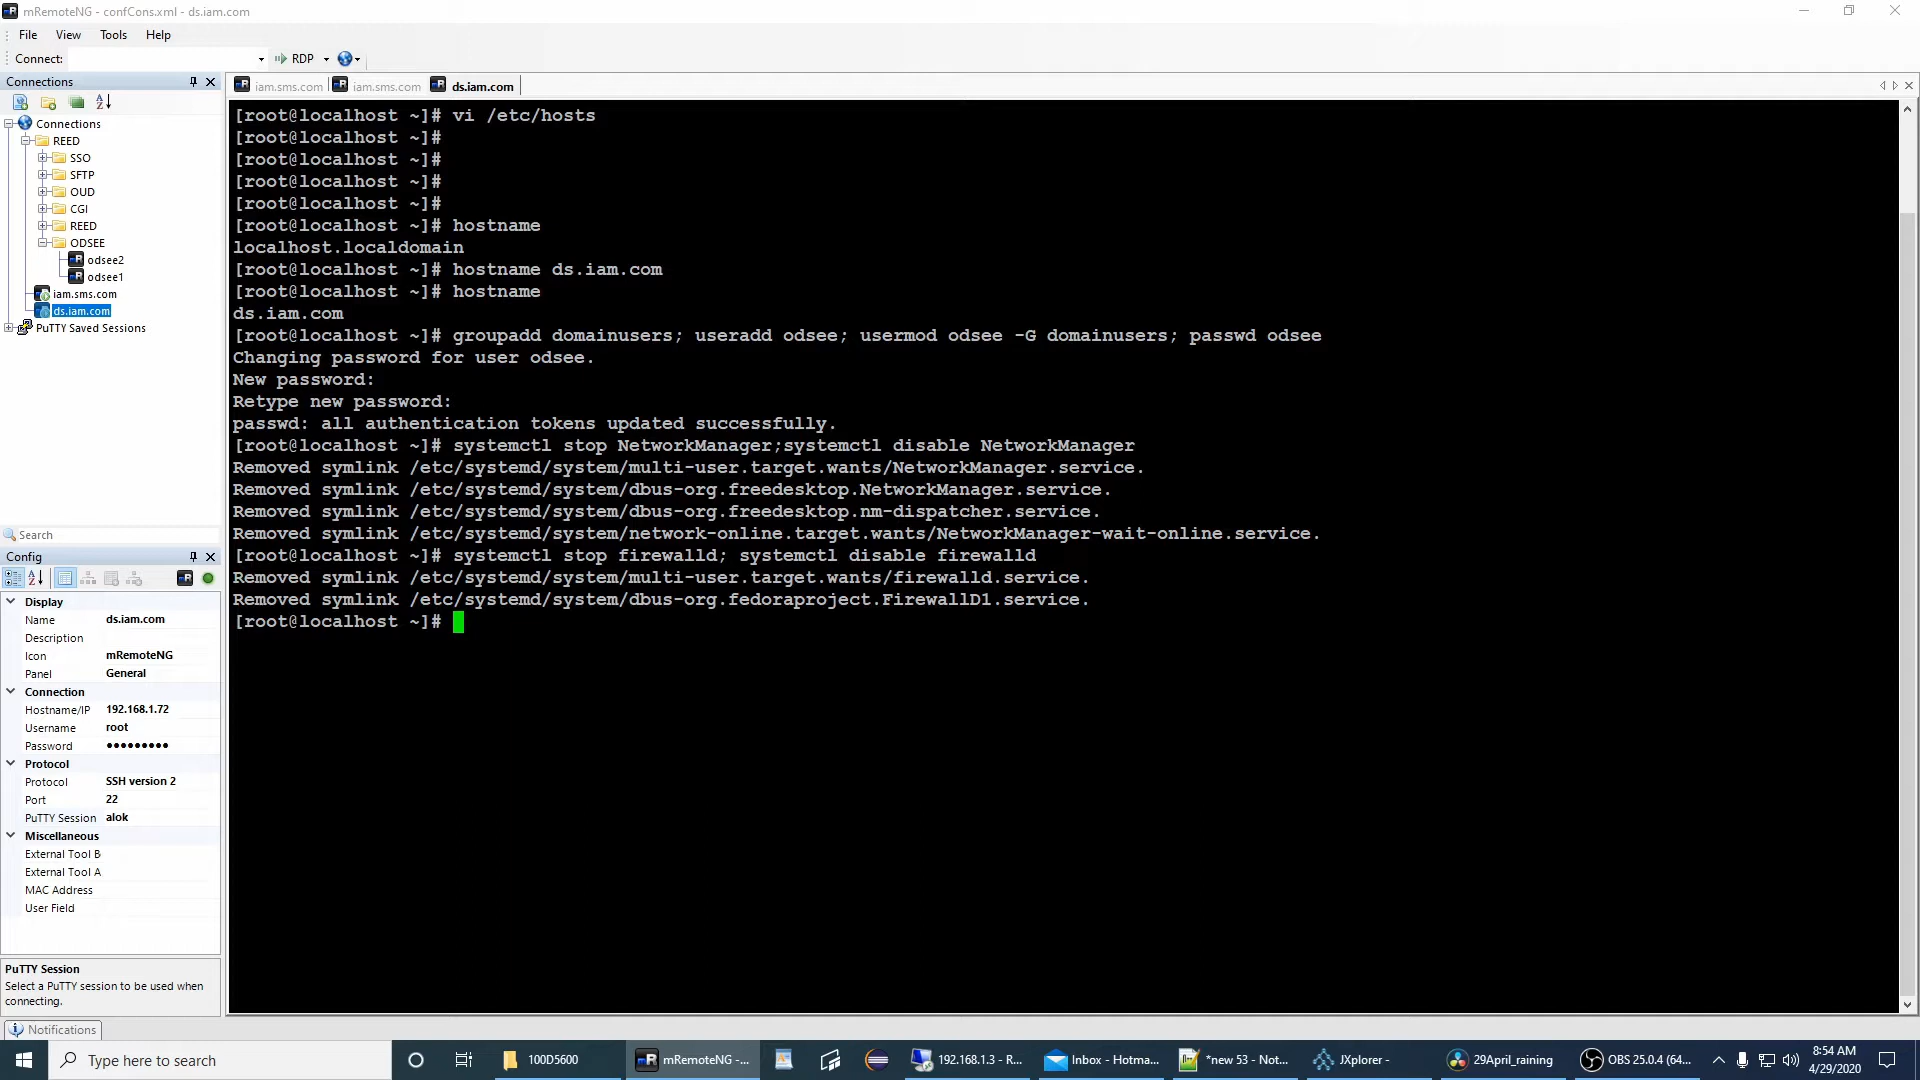 mRemoteNG - confCons.xml - ds.iam.com
File View Tools Help
Connect: RDP
Connections
iam.sms.com iam.sms.com ds.iam.com
Connections
REED
SSO
SFTP
OUD
CGI
REED
ODSEE
odsee2
odsee1
iam.sms.com
ds.iam.com
PuTTY Saved Sessions
[root@localhost ~]# vi /etc/hosts
[root@localhost ~]#
[root@localhost ~]#
[root@localhost ~]#
[root@localhost ~]#
[root@localhost ~]# hostname
localhost.localdomain
[root@localhost ~]# hostname ds.iam.com
[root@localhost ~]# hostname
ds.iam.com
[root@localhost ~]# groupadd domainusers; useradd odsee; usermod odsee -G domainusers; passwd odsee
Changing password for user odsee.
New password:
Retype new password:
passwd: all authentication tokens updated successfully.
[root@localhost ~]# systemctl stop NetworkManager;systemctl disable NetworkManager
Removed symlink /etc/systemd/system/multi-user.target.wants/NetworkManager.service.
Removed symlink /etc/systemd/system/dbus-org.freedesktop.NetworkManager.service.
Removed symlink /etc/systemd/system/dbus-org.freedesktop.nm-dispatcher.service.
Removed symlink /etc/systemd/system/network-online.target.wants/NetworkManager-wait-online.service.
[root@localhost ~]# systemctl stop firewalld; systemctl disable firewalld
Removed symlink /etc/systemd/system/multi-user.target.wants/firewalld.service.
Removed symlink /etc/systemd/system/dbus-org.fedoraproject.FirewallD1.service.
[root@localhost ~]#
Search
Config
Display
Name ds.iam.com
Description
Icon mRemoteNG
Panel General
Connection
Hostname/IP 192.168.1.72
Username root
Password ●●●●●●●●●
Protocol
Protocol SSH version 2
Port 22
PuTTY Session alok
Miscellaneous
External Tool B
External Tool A
MAC Address
User Field
PuTTY Session
Select a PuTTY session to be used when
connecting.
Notifications
Type here to search
100D5600
mRemoteNG -...
192.168.1.3 - R...
Inbox - Hotma...
*new 53 - Not...
JXplorer -
29April_raining
OBS 25.0.4 (64...
8:54 AM
4/29/2020